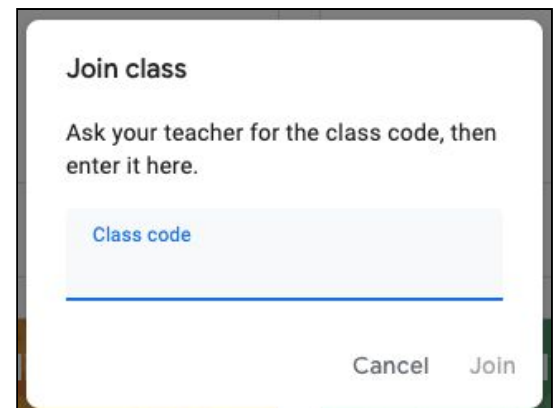 Join class
Ask your teacher for the class code, then
enter it here.
Class code
Cancel Join